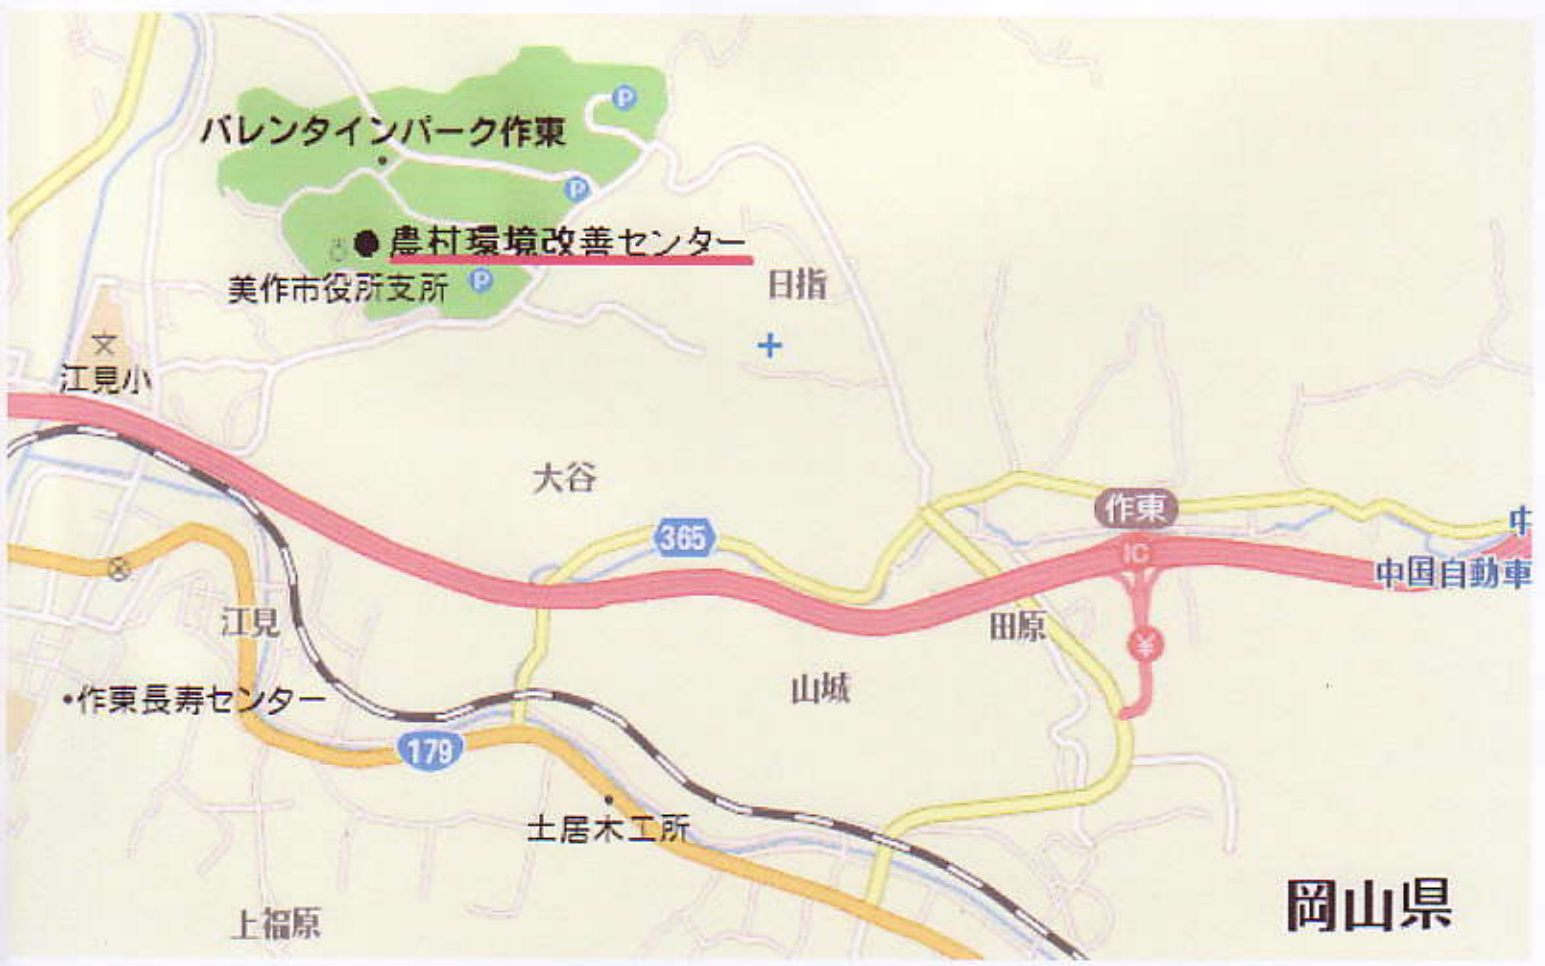 P
バレンタインパーク作東
P
農村環境改善センター
美作市役所支所
P
日指
文
江見小
大谷
365
作東
IC
中
中国自動車
江見
田原
¥
山城
作東長寿センター
179
土居木工所
岡山県
上福原